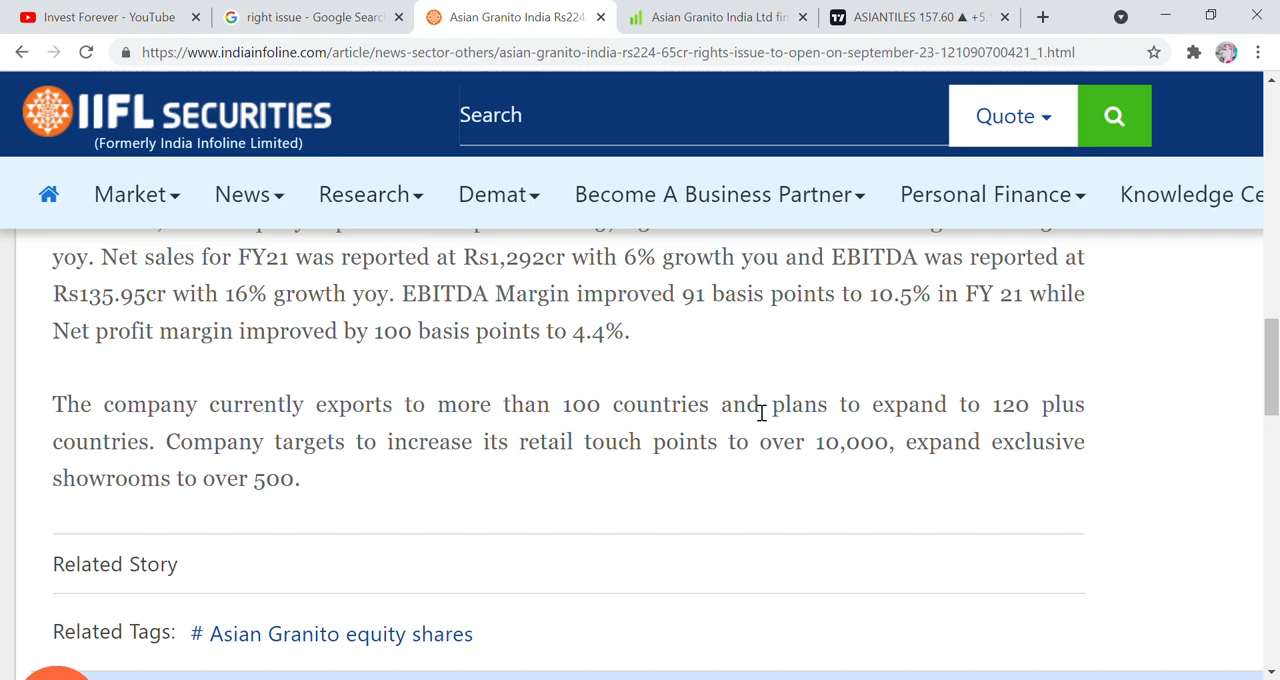 Invest Forever - YouTube
right issue - Google Searc
Asian Granito India Rs224
Asian Granito India Ltd fin
ASIANTILES 157.60 ▲ +5.
https://www.indiainfoline.com/article/news-sector-others/asian-granito-india-rs224-65cr-rights-issue-to-open-on-september-23-121090700421_1.html
IIFL SECURITIES
(Formerly India Infoline Limited)
Search
Quote
Market
News
Research
Demat
Become A Business Partner
Personal Finance
Knowledge Ce
yoy. Net sales for FY21 was reported at Rs1,292cr with 6% growth you and EBITDA was reported at
Rs135.95cr with 16% growth yoy. EBITDA Margin improved 91 basis points to 10.5% in FY 21 while
Net profit margin improved by 100 basis points to 4.4%.
The company currently exports to more than 100 countries and plans to expand to 120 plus
countries. Company targets to increase its retail touch points to over 10,000, expand exclusive
showrooms to over 500.
Related Story
Related Tags: # Asian Granito equity shares